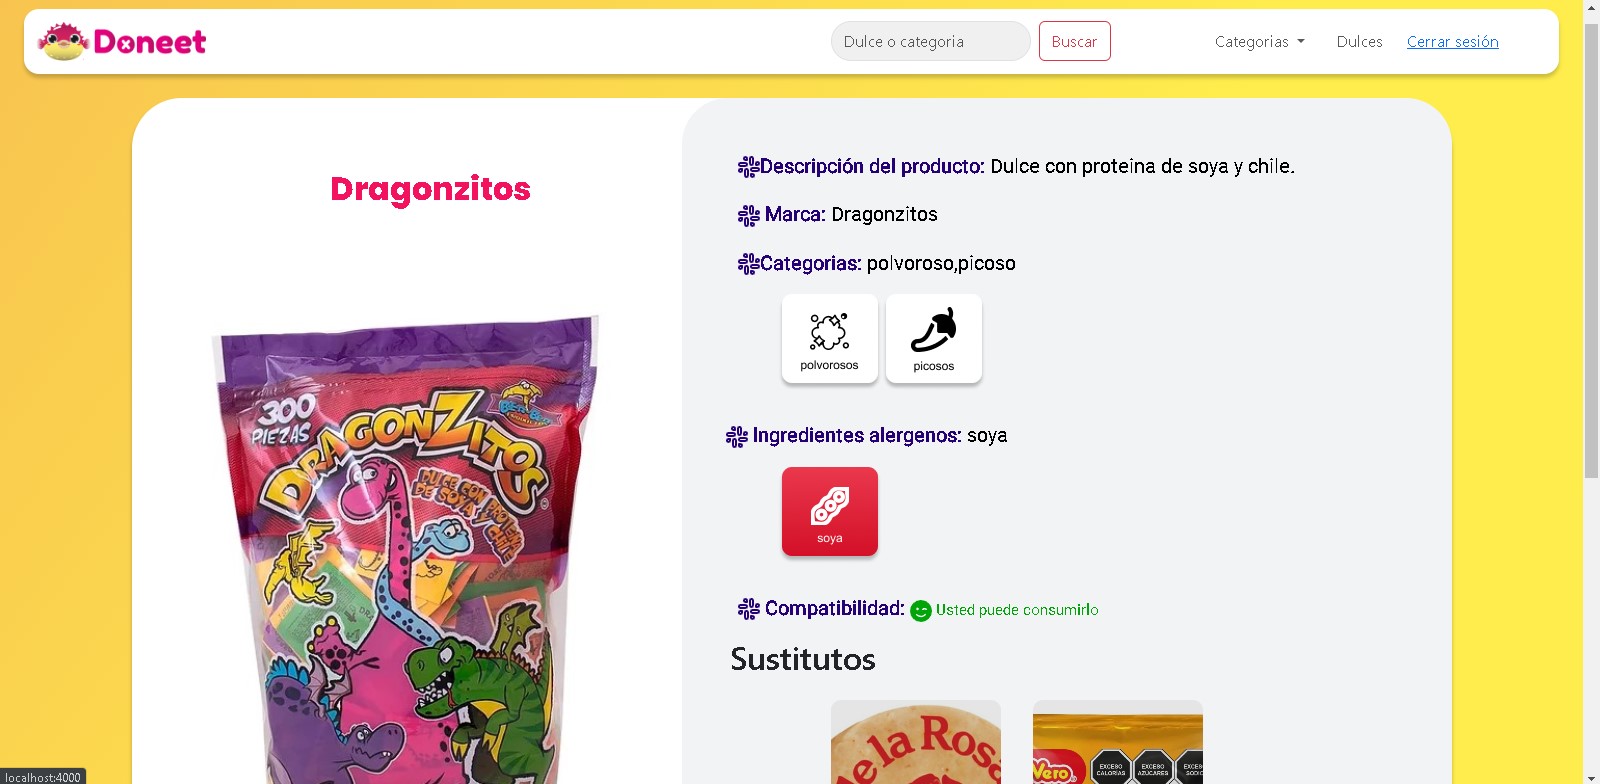 Doneet
Dulce o categoria
Buscar
Categorias
Dulces
Cerrar sesión
Dragonzitos
300
PIEZAS
DRAGONZITOS
DULCE CON PROTEINA
DE SOYA Y CHILE
Descripción del producto: Dulce con proteina de soya y chile.
Marca: Dragonzitos
Categorias: polvoroso,picoso
polvorosos
picosos
Ingredientes alergenos: soya
soya
Compatibilidad: Usted puede consumirlo
Sustitutos
de la Rosa
Vero
EXCESO
CALORÍAS
EXCESO
AZÚCARES
EXCESO
localhost:4000